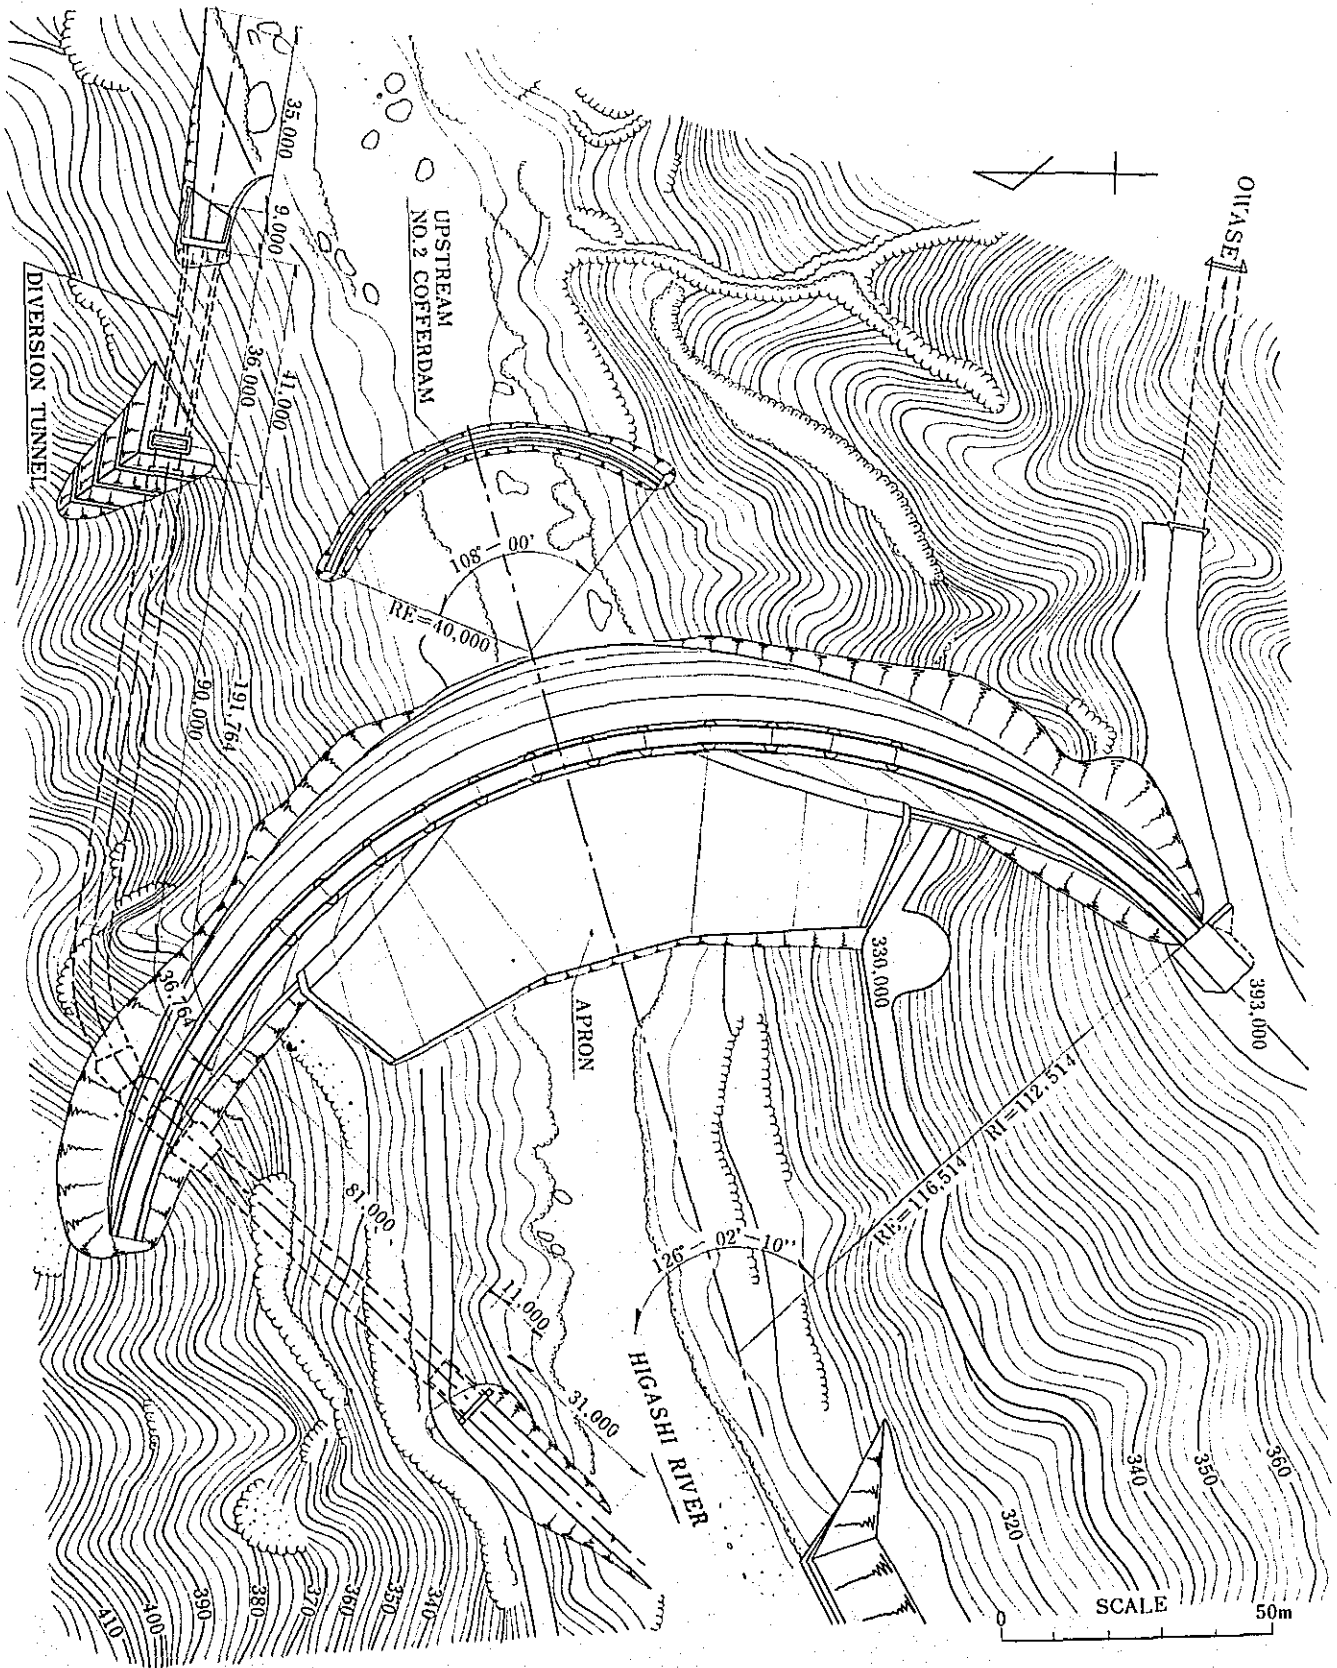 OWASE
35,000
9,000
41,000
36,000
DIVERSION TUNNEL
UPSTREAM
NO.2 COFFERDAM
108°-00'
RE=40,000
191,764
90,000
36,764
APRON
330,000
393,000
RI=112,514
RE=116,514
126°-02'-10''
81,000
11,000
31,000
HIGASHI RIVER
360
350
340
320
410
400
390
380
370
360
350
340
SCALE
0
50m